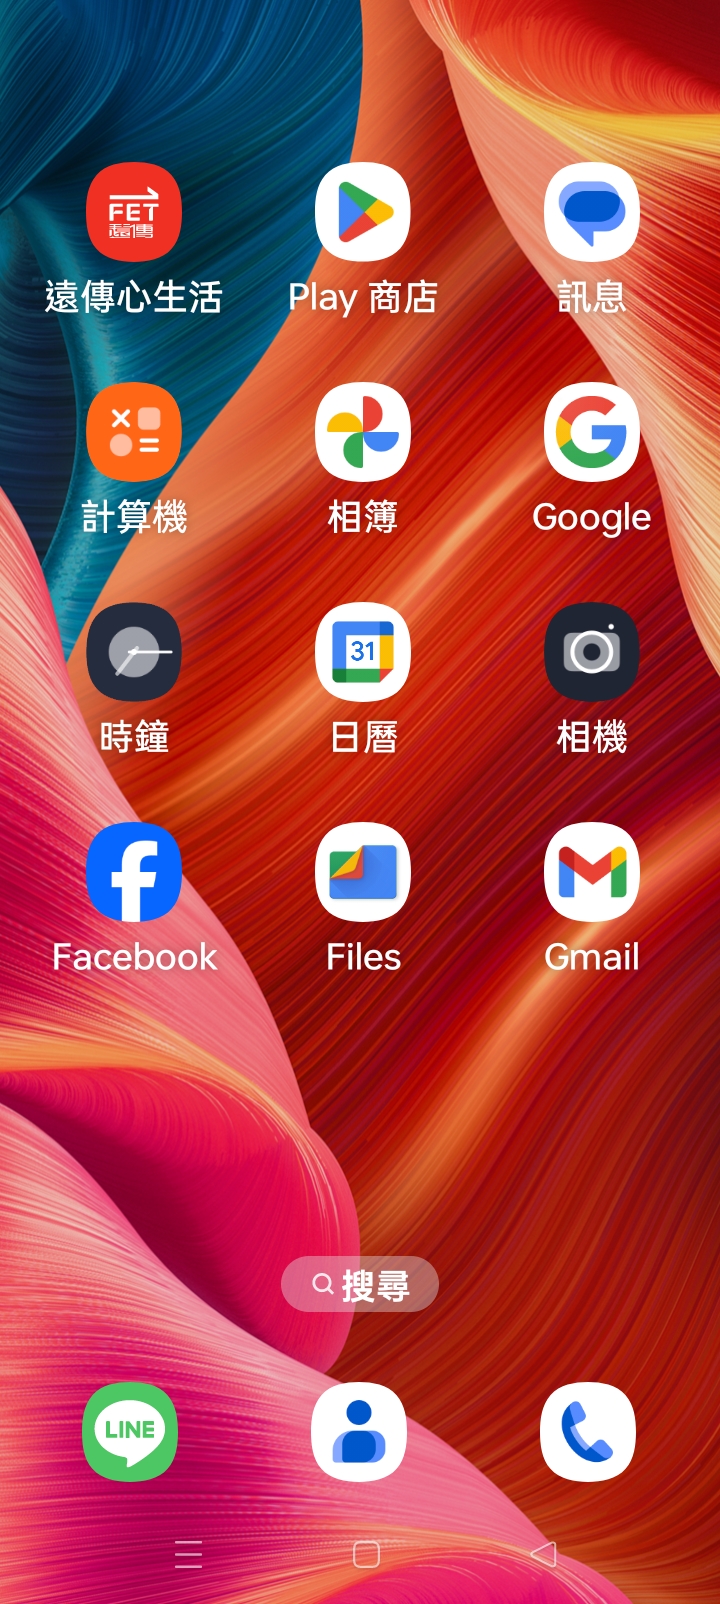 FET
遠傳
遠傳心生活
Play 商店
訊息
計算機
相簿
Google
31
時鐘
日曆
相機
Facebook
Files
Gmail
搜尋
LINE